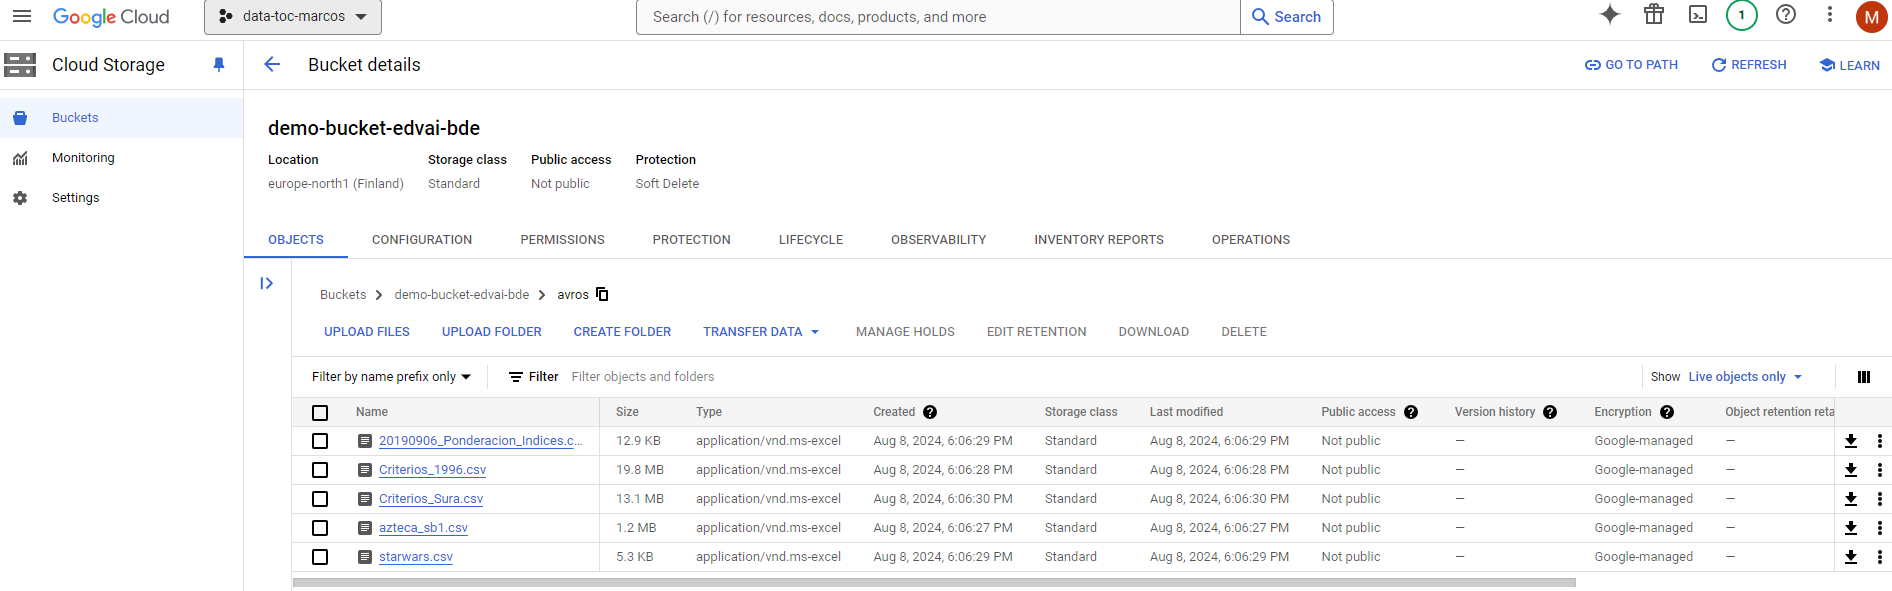 Google Cloud data-toc-marcos Search (/) for resources, docs, products, and more Search 1 M
Cloud Storage Bucket details GO TO PATH REFRESH LEARN
Buckets
Monitoring
Settings
demo-bucket-edvai-bde
Location Storage class Public access Protection
europe-north1 (Finland) Standard Not public Soft Delete
OBJECTS CONFIGURATION PERMISSIONS PROTECTION LIFECYCLE OBSERVABILITY INVENTORY REPORTS OPERATIONS
Buckets > demo-bucket-edvai-bde > avros
UPLOAD FILES UPLOAD FOLDER CREATE FOLDER TRANSFER DATA MANAGE HOLDS EDIT RETENTION DOWNLOAD DELETE
Filter by name prefix only Filter Filter objects and folders Show Live objects only
Name Size Type Created Storage class Last modified Public access Version history Encryption Object retention reta
20190906_Ponderacion_Indices.c... 12.9 KB application/vnd.ms-excel Aug 8, 2024, 6:06:29 PM Standard Aug 8, 2024, 6:06:29 PM Not public — Google-managed —
Criterios_1996.csv 19.8 MB application/vnd.ms-excel Aug 8, 2024, 6:06:28 PM Standard Aug 8, 2024, 6:06:28 PM Not public — Google-managed —
Criterios_Sura.csv 13.1 MB application/vnd.ms-excel Aug 8, 2024, 6:06:30 PM Standard Aug 8, 2024, 6:06:30 PM Not public — Google-managed —
azteca_sb1.csv 1.2 MB application/vnd.ms-excel Aug 8, 2024, 6:06:27 PM Standard Aug 8, 2024, 6:06:27 PM Not public — Google-managed —
starwars.csv 5.3 KB application/vnd.ms-excel Aug 8, 2024, 6:06:29 PM Standard Aug 8, 2024, 6:06:29 PM Not public — Google-managed —